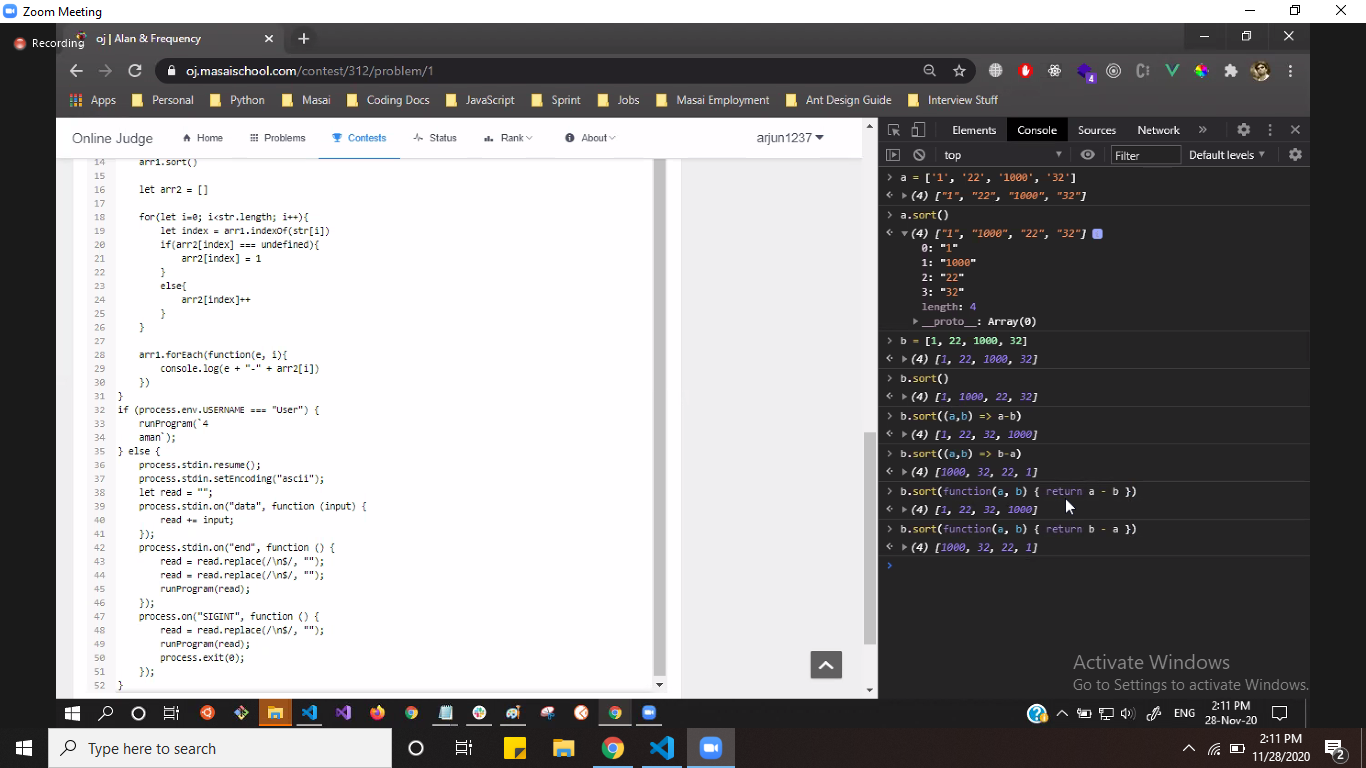 Zoom Meeting
Recording
oj | Alan & Frequency
oj.masaischool.com/contest/312/problem/1
4
Apps Personal Python Masai Coding Docs JavaScript Sprint Jobs Masai Employment Ant Design Guide Interview Stuff
Online Judge Home Problems Contests Status Rank About arjun1237
14 arr1.sort()
15
16 let arr2 = []
17
18 for(let i=0; i<str.length; i++){
19 let index = arr1.indexOf(str[i])
20 if(arr2[index] === undefined){
21 arr2[index] = 1
22 }
23 else{
24 arr2[index]++
25 }
26 }
27
28 arr1.forEach(function(e, i){
29 console.log(e + "-" + arr2[i])
30 })
31 }
32 if (process.env.USERNAME === "User") {
33 runProgram(`4
34 aman`);
35 } else {
36 process.stdin.resume();
37 process.stdin.setEncoding("ascii");
38 let read = "";
39 process.stdin.on("data", function (input) {
40 read += input;
41 });
42 process.stdin.on("end", function () {
43 read = read.replace(/\n$/, "");
44 read = read.replace(/\n$/, "");
45 runProgram(read);
46 });
47 process.on("SIGINT", function () {
48 read = read.replace(/\n$/, "");
49 runProgram(read);
50 process.exit(0);
51 });
52 }
Elements Console Sources Network »
top Filter Default levels
a = ['1', '22', '1000', '32']
(4) ["1", "22", "1000", "32"]
a.sort()
(4) ["1", "1000", "22", "32"]
0: "1"
1: "1000"
2: "22"
3: "32"
length: 4
__proto__: Array(0)
b = [1, 22, 1000, 32]
(4) [1, 22, 1000, 32]
b.sort()
(4) [1, 1000, 22, 32]
b.sort((a,b) => a-b)
(4) [1, 22, 32, 1000]
b.sort((a,b) => b-a)
(4) [1000, 32, 22, 1]
b.sort(function(a, b) { return a - b })
(4) [1, 22, 32, 1000]
b.sort(function(a, b) { return b - a })
(4) [1000, 32, 22, 1]
Activate Windows
Go to Settings to activate Windows.
ENG
2:11 PM
28-Nov-20
Type here to search
2:11 PM
11/28/2020
2